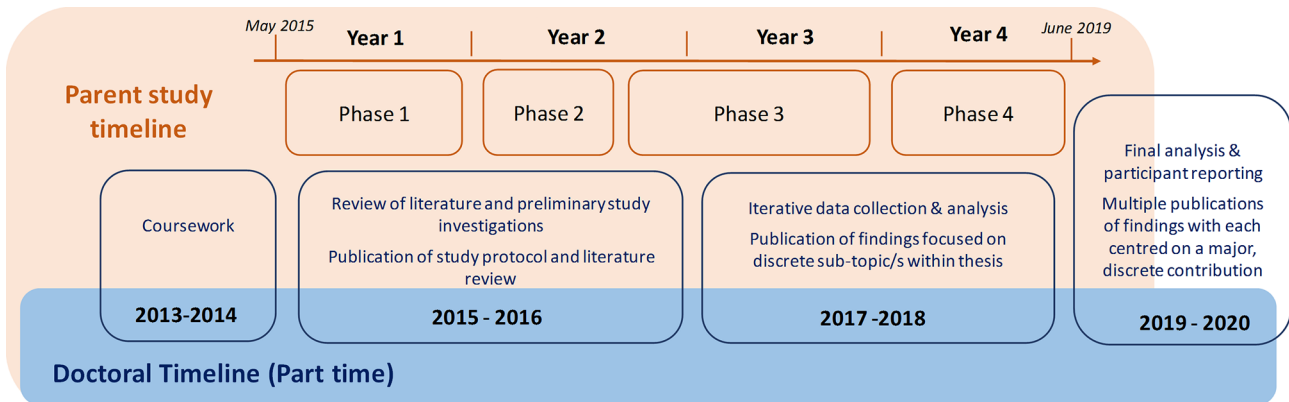 May 2015
Year 1
Year 2
Year 3
Year 4
June 2019
Parent study
timeline
Phase 1
Phase 2
Phase 3
Phase 4
Coursework
2013-2014
Review of literature and preliminary study
investigations
Publication of study protocol and literature
review
2015 - 2016
Iterative data collection & analysis
Publication of findings focused on
discrete sub-topic/s within thesis
2017 -2018
Final analysis &
participant reporting
Multiple publications
of findings with each
centred on a major,
discrete contribution
2019 - 2020
Doctoral Timeline (Part time)